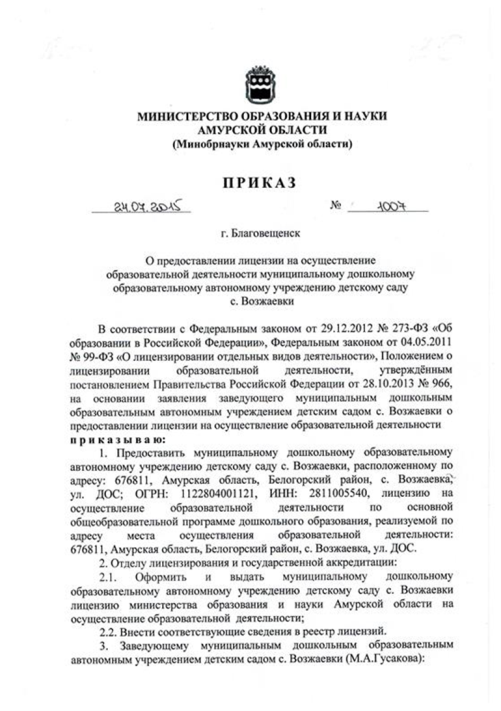 МИНИСТЕРСТВО ОБРАЗОВАНИЯ И НАУКИ
АМУРСКОЙ ОБЛАСТИ
(Минобрнауки Амурской области)
ПРИКАЗ
24.07.2015 № 1007
г. Благовещенск
О предоставлении лицензии на осуществление
образовательной деятельности муниципальному дошкольному
образовательному автономному учреждению детскому саду
с. Возжаевки
В соответствии с Федеральным законом от 29.12.2012 № 273-ФЗ «Об
образовании в Российской Федерации», Федеральным законом от 04.05.2011
№ 99-ФЗ «О лицензировании отдельных видов деятельности», Положением о
лицензировании образовательной деятельности, утверждённым
постановлением Правительства Российской Федерации от 28.10.2013 № 966,
на основании заявления заведующего муниципальным дошкольным
образовательным автономным учреждением детским садом с. Возжаевки о
предоставлении лицензии на осуществление образовательной деятельности
приказываю:
1. Предоставить муниципальному дошкольному образовательному
автономному учреждению детскому саду с. Возжаевки, расположенному по
адресу: 676811, Амурская область, Белогорский район, с. Возжаевка,
ул. ДОС; ОГРН: 1122804001121, ИНН: 2811005540, лицензию на
осуществление образовательной деятельности по основной
общеобразовательной программе дошкольного образования, реализуемой по
адресу места осуществления образовательной деятельности:
676811, Амурская область, Белогорский район, с. Возжаевка, ул. ДОС.
2. Отделу лицензирования и государственной аккредитации:
2.1. Оформить и выдать муниципальному дошкольному
образовательному автономному учреждению детскому саду с. Возжаевки
лицензию министерства образования и науки Амурской области на
осуществление образовательной деятельности;
2.2. Внести соответствующие сведения в реестр лицензий.
3. Заведующему муниципальным дошкольным образовательным
автономным учреждением детским садом с. Возжаевки (М.А.Гусакова):